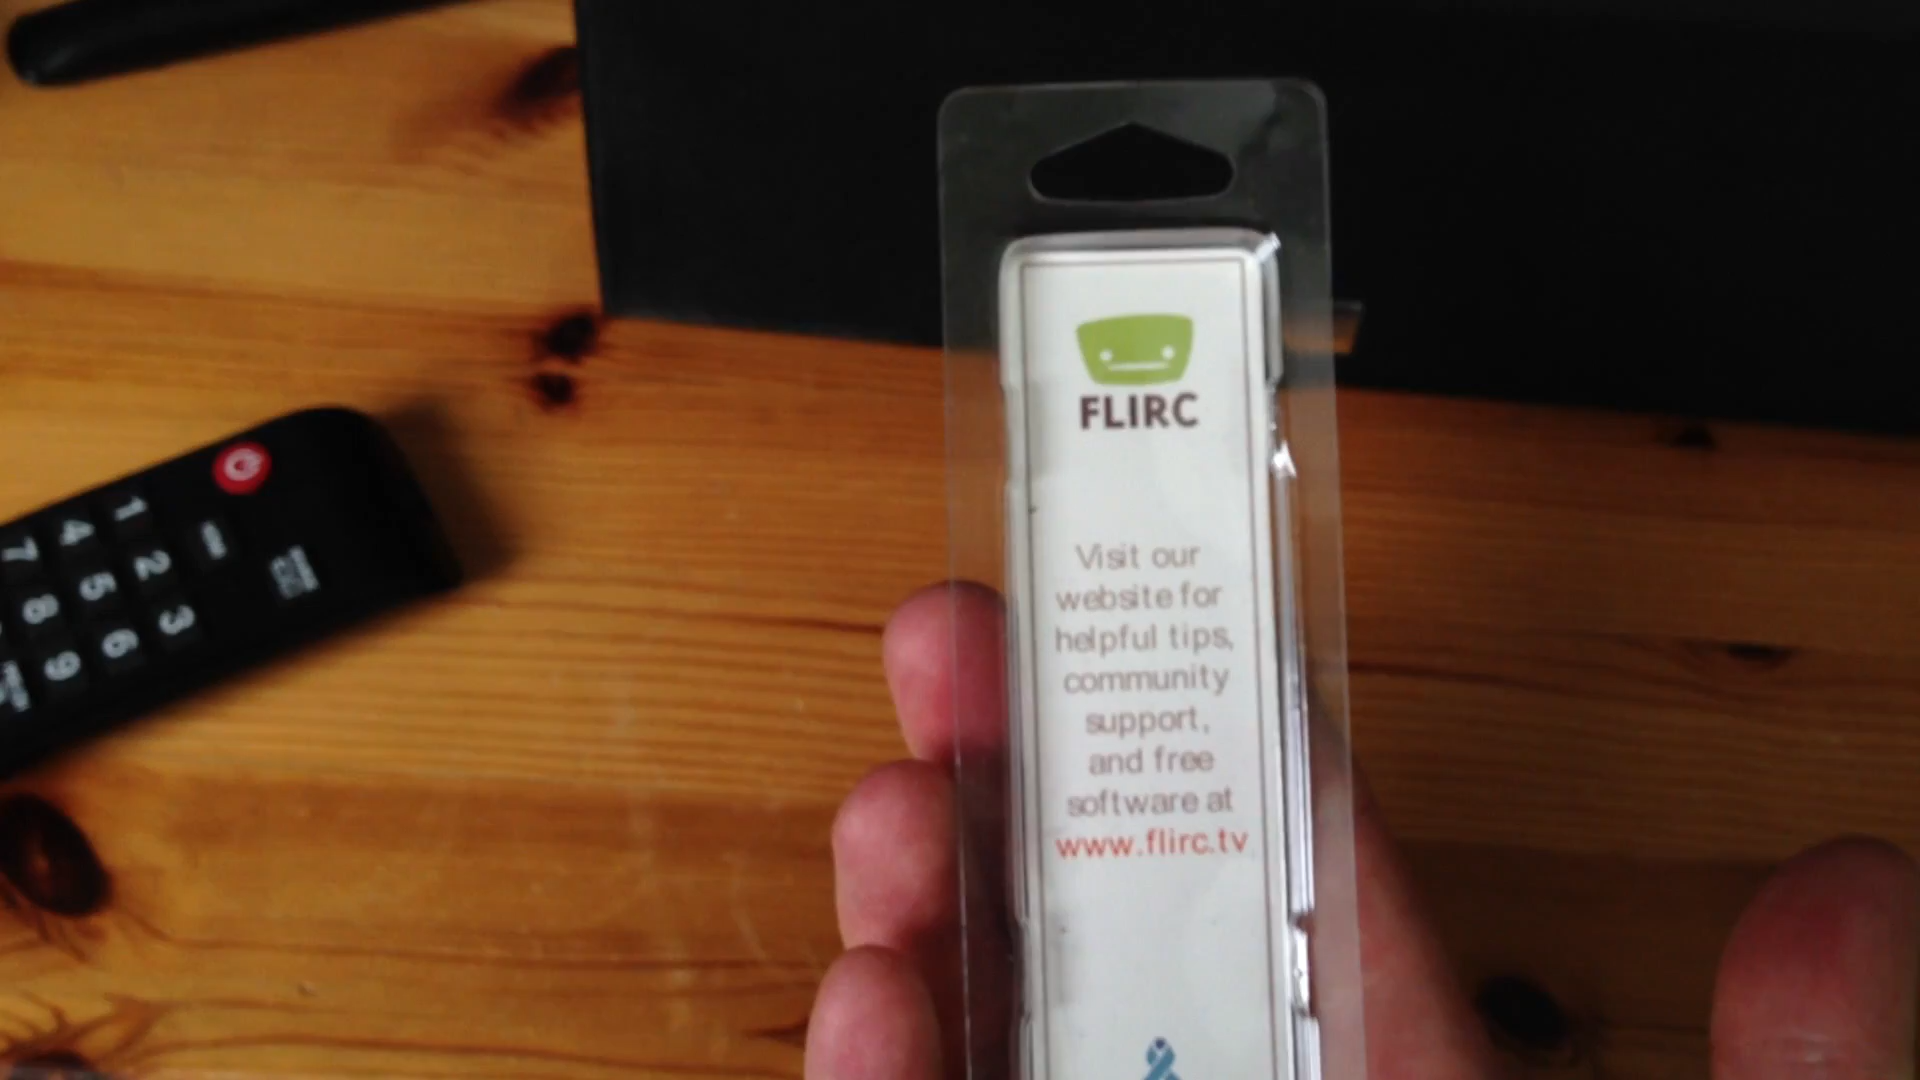 FLIRC
Visit our
website for
helpful tips,
community
support,
and free
software at
www.flirc.tv
1
2
3
4
5
6
7
8
9